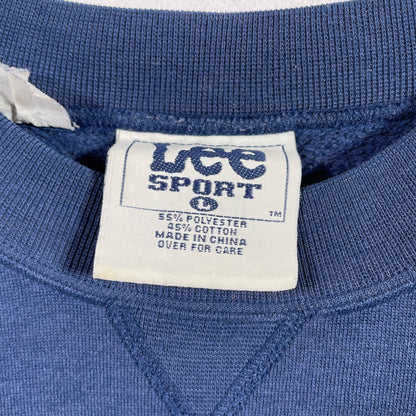 Lee
SPORT
L
™
55% POLYESTER
45% COTTON
MADE IN CHINA
OVER FOR CARE